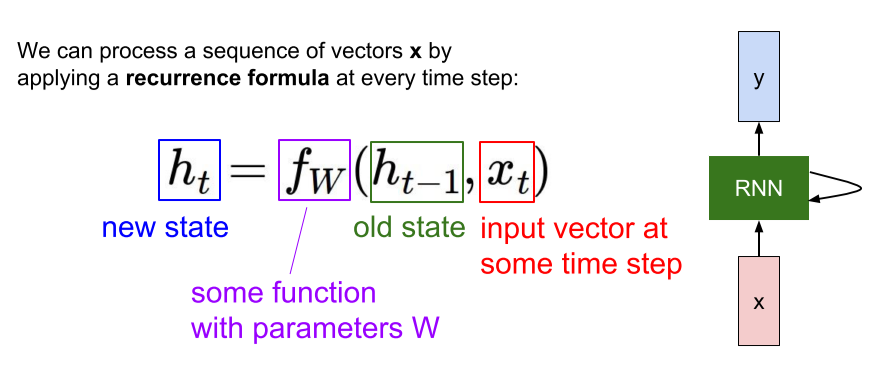 We can process a sequence of vectors x by
applying a recurrence formula at every time step:
h_t = f_W(h_{t-1}, x_t)
new state
old state
input vector at
some time step
some function
with parameters W
y
RNN
x